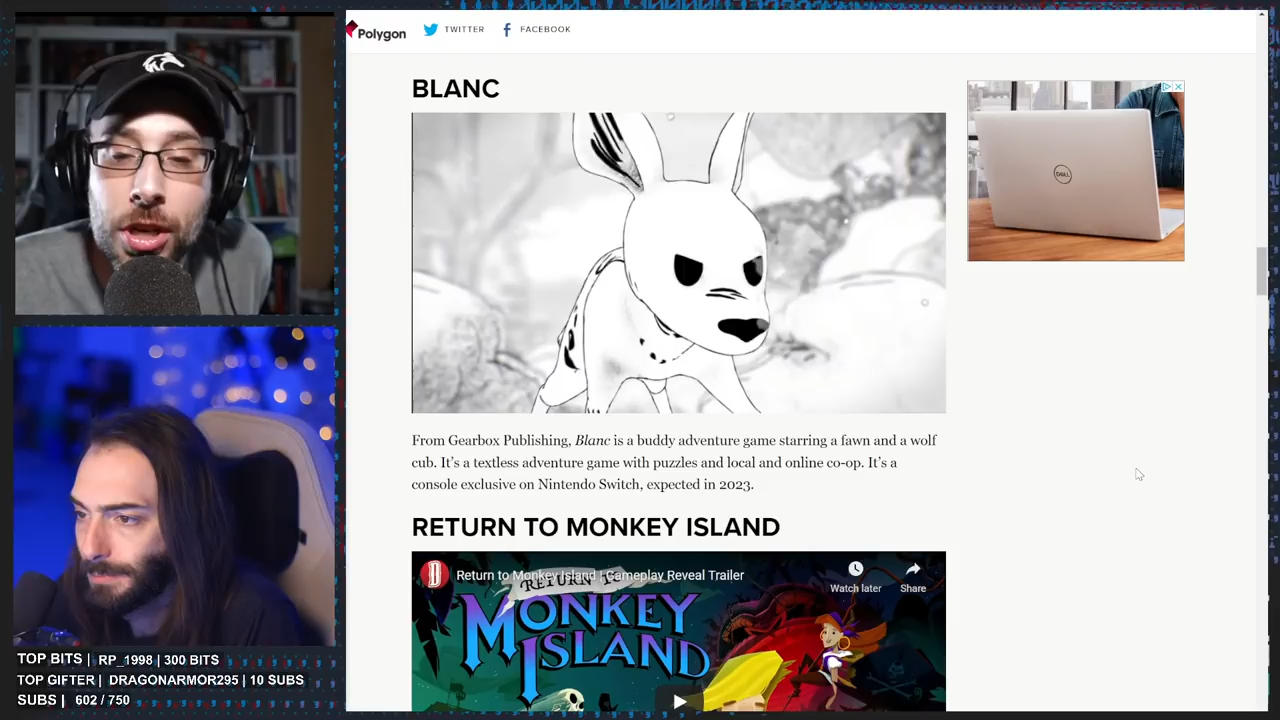 Polygon
TWITTER
FACEBOOK
BLANC
DELL
From Gearbox Publishing, Blanc is a buddy adventure game starring a fawn and a wolf
cub. It's a textless adventure game with puzzles and local and online co-op. It's a
console exclusive on Nintendo Switch, expected in 2023.
RETURN TO MONKEY ISLAND
Return to Monkey Island | Gameplay Reveal Trailer
Watch later
Share
RETURN TO
MONKEY
ISLAND
TOP BITS | RP_1998 | 300 BITS
TOP GIFTER | DRAGONARMOR295 | 10 SUBS
SUBS | 602 / 750